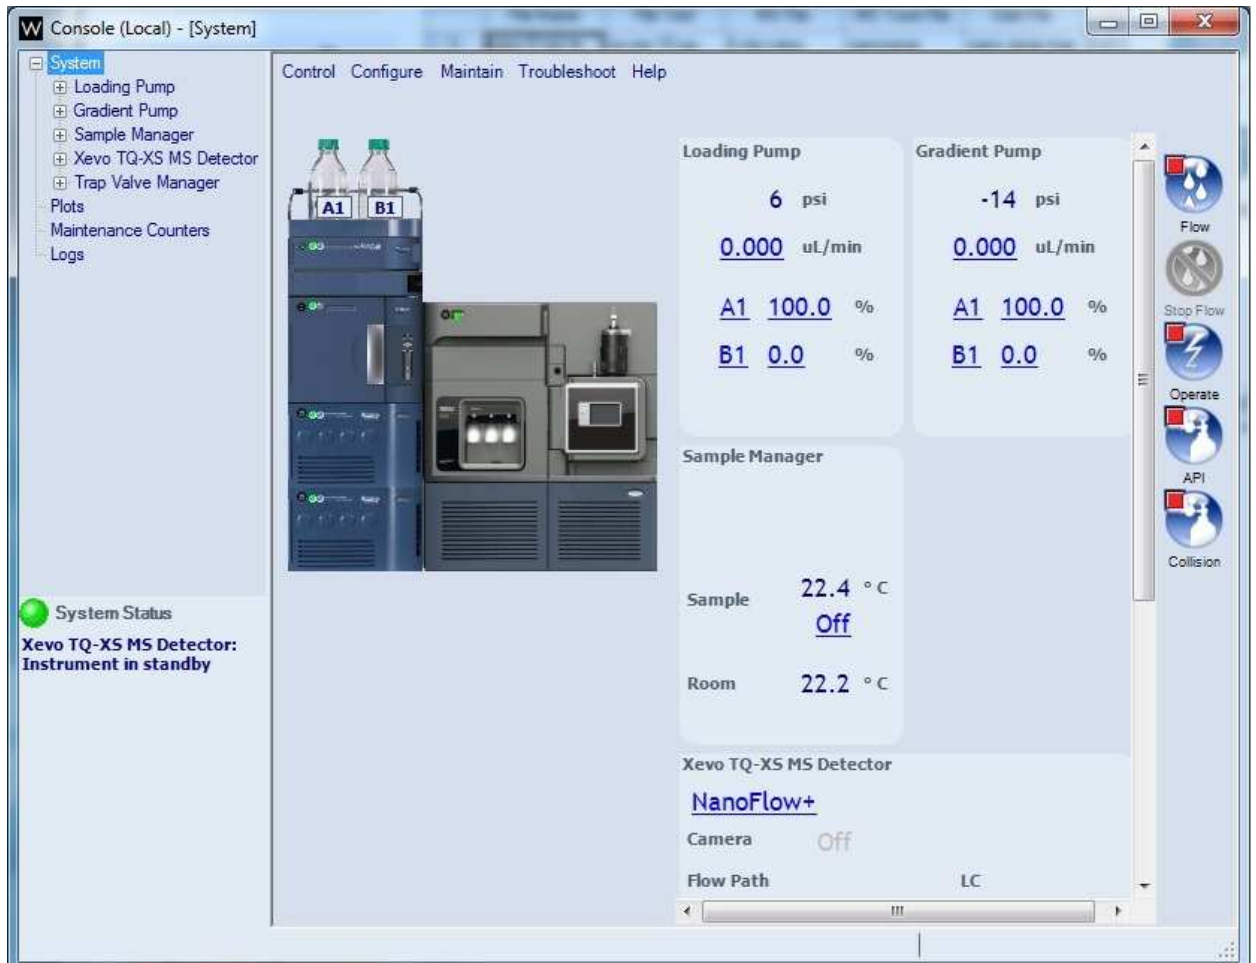 W Console (Local) - [System]
System
Loading Pump
Gradient Pump
Sample Manager
Xevo TQ-XS MS Detector
Trap Valve Manager
Plots
Maintenance Counters
Logs
System Status
Xevo TQ-XS MS Detector:
Instrument in standby
Control Configure Maintain Troubleshoot Help
A1 B1
Loading Pump
6 psi
0.000 uL/min
A1 100.0 %
B1 0.0 %
Gradient Pump
-14 psi
0.000 uL/min
A1 100.0 %
B1 0.0 %
Sample Manager
Sample 22.4 °C
Off
Room 22.2 °C
Xevo TQ-XS MS Detector
NanoFlow+
Camera Off
Flow Path LC
Flow
Stop Flow
Operate
API
Collision